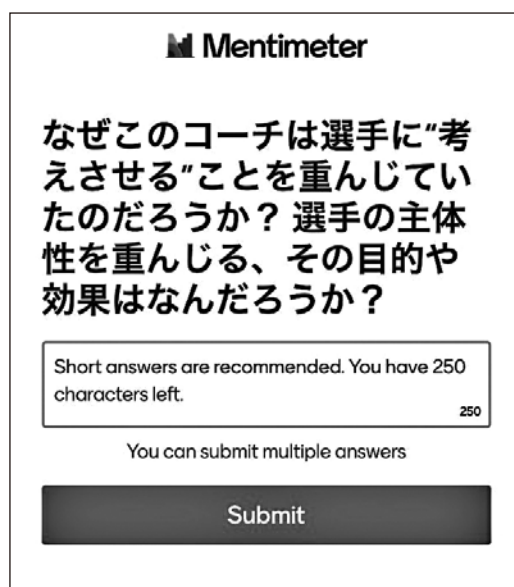 Mentimeter
なぜこのコーチは選手に“考
えさせる”ことを重んじてい
たのだろうか? 選手の主体
性を重んじる、その目的や
効果はなんだろうか?
Short answers are recommended. You have 250
characters left.
250
You can submit multiple answers
Submit